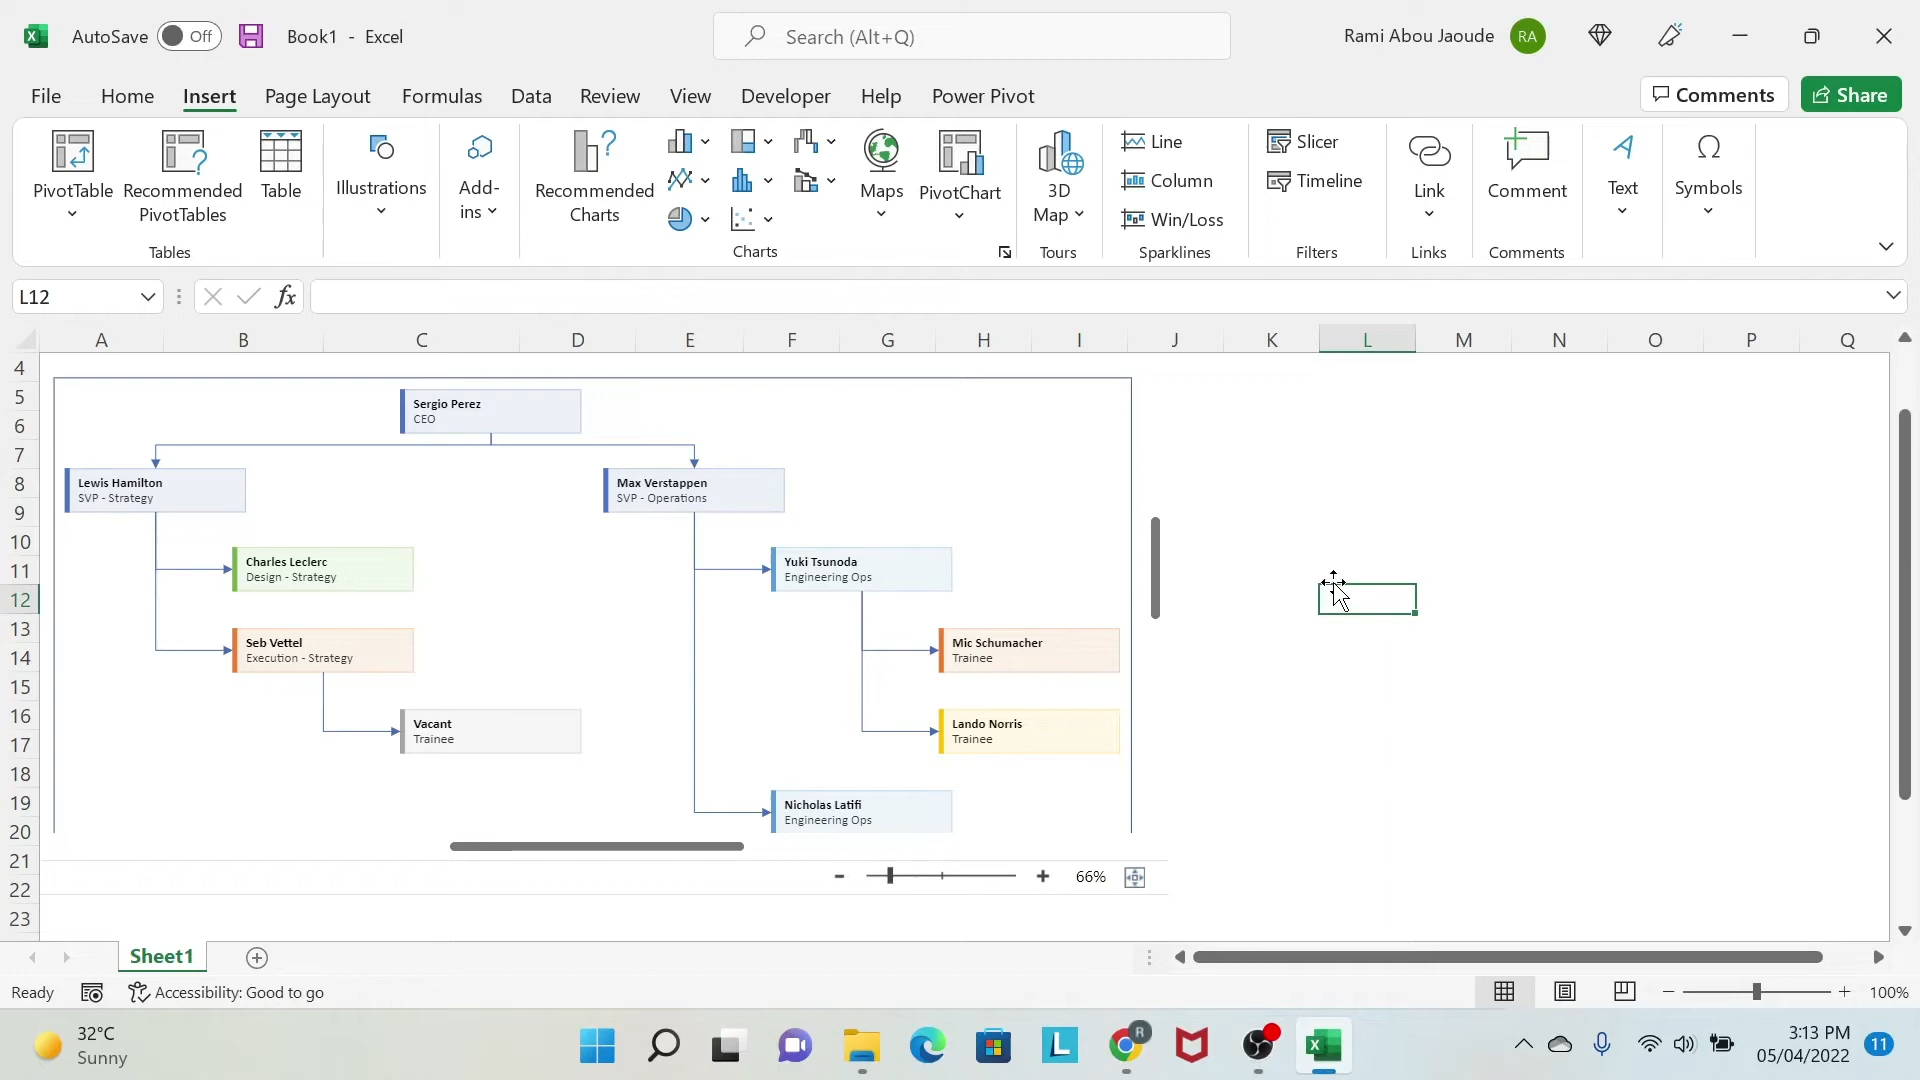 AutoSave Off Book1 - Excel Search (Alt+Q) Rami Abou Jaoude RA
File Home Insert Page Layout Formulas Data Review View Developer Help Power Pivot Comments Share
PivotTable
Recommended
PivotTables
Table
Tables
Illustrations
Add-
ins
Recommended
Charts
Maps
PivotChart
Charts
3D
Map
Tours
Line
Column
Win/Loss
Sparklines
Slicer
Timeline
Filters
Link
Links
Comment
Comments
Text
Symbols
L12 fx
A B C D E F G H I J K L M N O P Q
4
5
6
7
8
9
10
11
12
13
14
15
16
17
18
19
20
21
22
23
Sergio Perez
CEO
Lewis Hamilton
SVP - Strategy
Max Verstappen
SVP - Operations
Charles Leclerc
Design - Strategy
Yuki Tsunoda
Engineering Ops
Seb Vettel
Execution - Strategy
Mic Schumacher
Trainee
Vacant
Trainee
Lando Norris
Trainee
Nicholas Latifi
Engineering Ops
66%
Sheet1
Ready Accessibility: Good to go 100%
32°C
Sunny
3:13 PM
05/04/2022
11